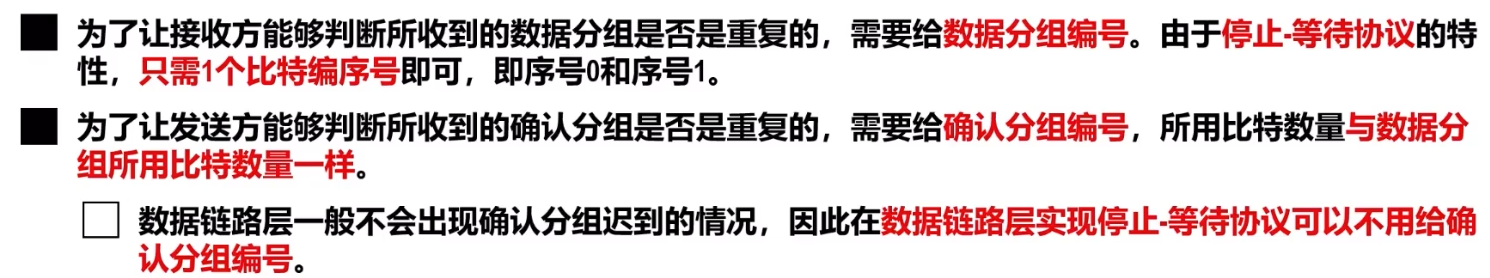 为了让接收方能够判断所收到的数据分组是否是重复的，需要给数据分组编号。由于停止-等待协议的特
性，只需1个比特编序号即可，即序号0和序号1。
为了让发送方能够判断所收到的确认分组是否是重复的，需要给确认分组编号，所用比特数量与数据分
组所用比特数量一样。
数据链路层一般不会出现确认分组迟到的情况，因此在数据链路层实现停止-等待协议可以不用给确
认分组编号。